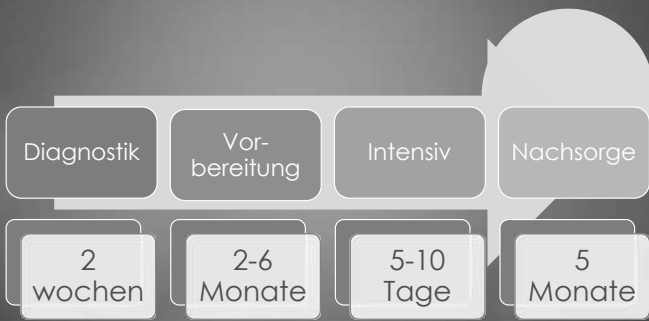 Diagnostik
Vor-
bereitung
Intensiv
Nachsorge
2
wochen
2-6
Monate
5-10
Tage
5
Monate